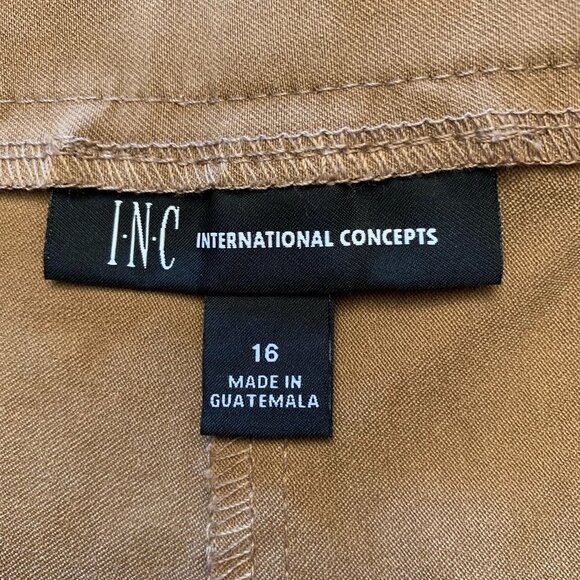 I·N·C INTERNATIONAL CONCEPTS
16
MADE IN
GUATEMALA